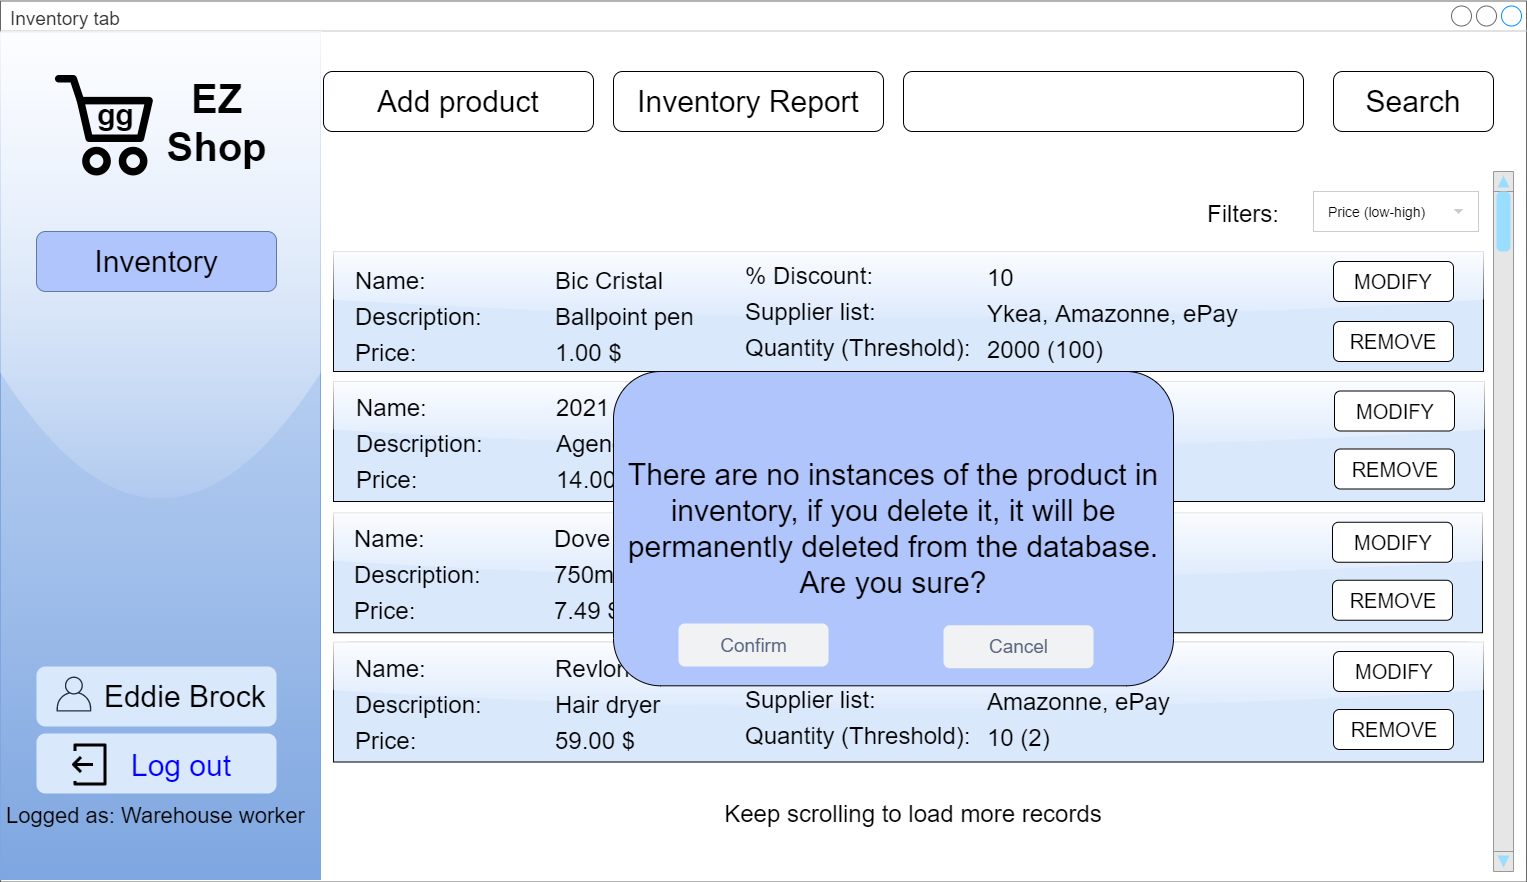 Inventory tab
gg
EZ
Shop
Inventory
Eddie Brock
Log out
Logged as: Warehouse worker
Add product
Inventory Report
Search
Filters:
Price (low-high)
Name: Bic Cristal % Discount: 10
Description: Ballpoint pen Supplier list: Ykea, Amazonne, ePay
Price: 1.00 $ Quantity (Threshold): 2000 (100)
MODIFY
REMOVE
Name: 2021
Description: Agen
Price: 14.00
MODIFY
REMOVE
Name: Dove
Description: 750m
Price: 7.49 $
MODIFY
REMOVE
There are no instances of the product in
inventory, if you delete it, it will be
permanently deleted from the database.
Are you sure?
Confirm
Cancel
Name: Revlon
Description: Hair dryer Supplier list: Amazonne, ePay
Price: 59.00 $ Quantity (Threshold): 10 (2)
MODIFY
REMOVE
Keep scrolling to load more records